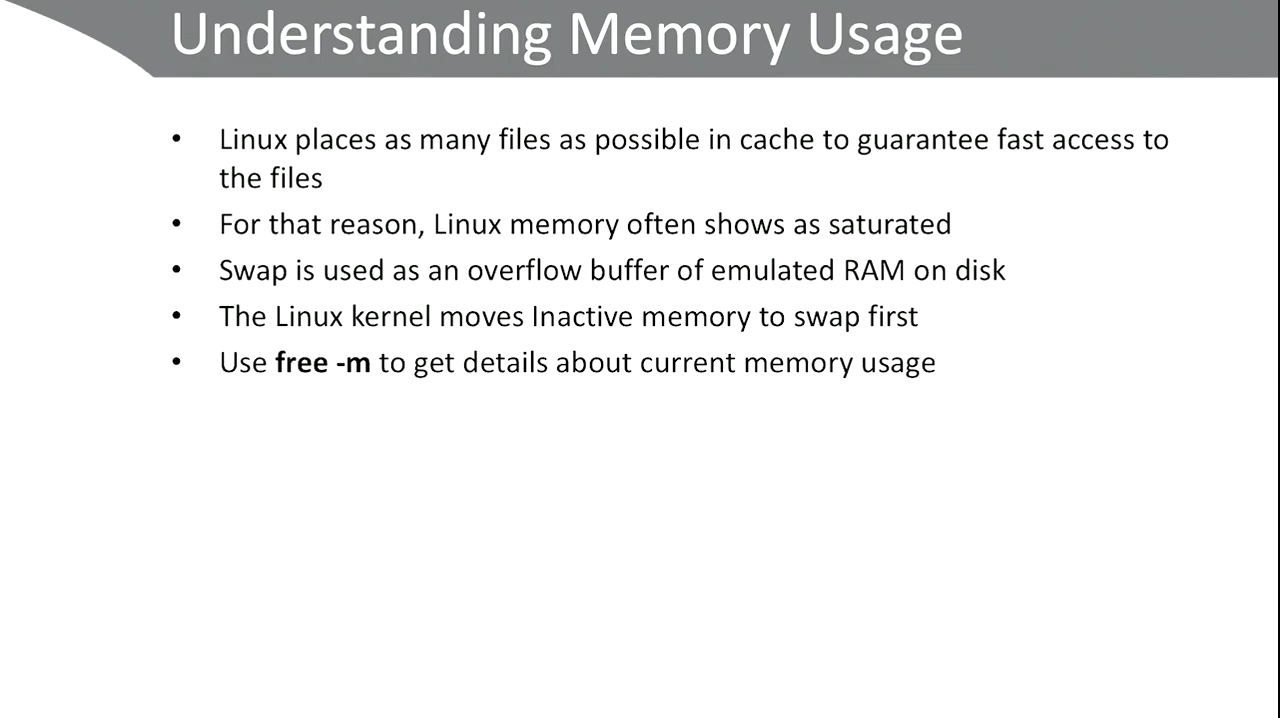 Understanding Memory Usage
• Linux places as many files as possible in cache to guarantee fast access to
the files
• For that reason, Linux memory often shows as saturated
• Swap is used as an overflow buffer of emulated RAM on disk
• The Linux kernel moves Inactive memory to swap first
• Use free -m to get details about current memory usage